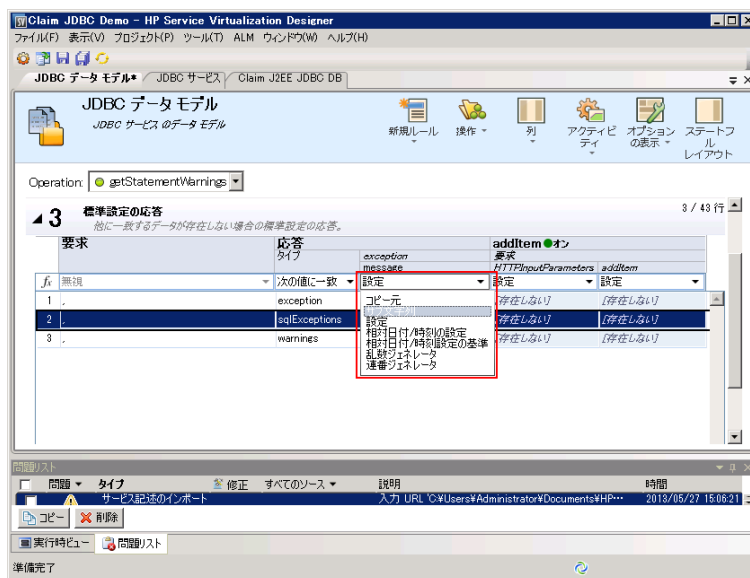 Claim JDBC Demo - HP Service Virtualization Designer
ファイル(F) 表示(V) プロジェクト(P) ツール(T) ALM ウィンドウ(W) ヘルプ(H)
JDBC データ モデル* JDBC サービス Claim J2EE JDBC DB
JDBC データ モデル
JDBC サービス のデータ モデル
新規ルール 操作 列 アクティビティ オプションの表示 ステートフル レイアウト
Operation: getStatementWarnings
3 標準設定の応答 3 / 43 行
他に一致するデータが存在しない場合の標準設定の応答。
要求 応答 addItem オン
タイプ exception 要求
message HTTPInputParameters addItem
fx 無視 次の値に一致 設定 設定 設定
1 exception [存在しない] [存在しない]
2 sqlExceptions [存在しない] [存在しない]
3 warnings [存在しない] [存在しない]
コピー元
サブ文字列
設定
相対日付/時刻の設定
相対日付/時刻設定の基準
乱数ジェネレータ
連番ジェネレータ
問題リスト
問題 タイプ 修正 すべてのソース 説明 時間
サービス記述のインポート 入力 URL 'C:¥Users¥Administrator¥Documents¥HP… 2013/05/27 15:06:21
コピー 削除
実行時ビュー 問題リスト
準備完了